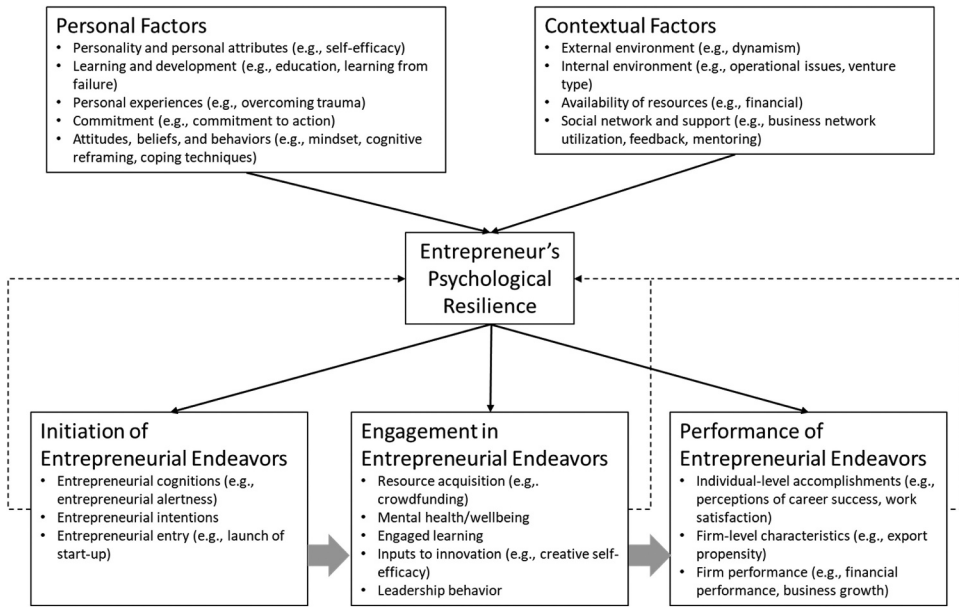 Personal Factors
• Personality and personal attributes (e.g., self-efficacy)
• Learning and development (e.g., education, learning from
failure)
• Personal experiences (e.g., overcoming trauma)
• Commitment (e.g., commitment to action)
• Attitudes, beliefs, and behaviors (e.g., mindset, cognitive
reframing, coping techniques)
Contextual Factors
• External environment (e.g., dynamism)
• Internal environment (e.g., operational issues, venture
type)
• Availability of resources (e.g., financial)
• Social network and support (e.g., business network
utilization, feedback, mentoring)
Entrepreneur's
Psychological
Resilience
Initiation of
Entrepreneurial Endeavors
• Entrepreneurial cognitions (e.g.,
entrepreneurial alertness)
• Entrepreneurial intentions
• Entrepreneurial entry (e.g., launch of
start-up)
Engagement in
Entrepreneurial Endeavors
• Resource acquisition (e.g,.
crowdfunding)
• Mental health/wellbeing
• Engaged learning
• Inputs to innovation (e.g., creative self-
efficacy)
• Leadership behavior
Performance of
Entrepreneurial Endeavors
• Individual-level accomplishments (e.g.,
perceptions of career success, work
satisfaction)
• Firm-level characteristics (e.g., export
propensity)
• Firm performance (e.g., financial
performance, business growth)